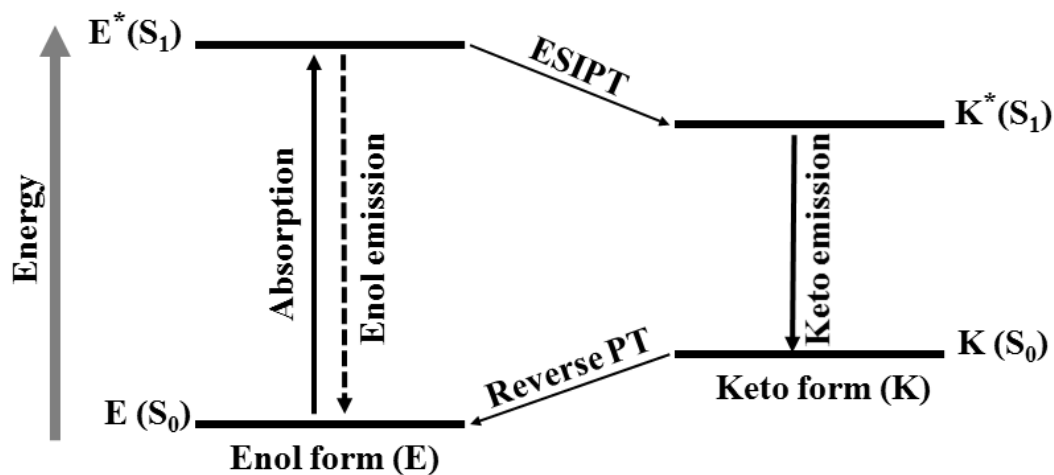 E*(S₁)
ESIPT
K*(S₁)
Energy
Absorption
Enol emission
Keto emission
Reverse PT
K (S₀)
Keto form (K)
E (S₀)
Enol form (E)